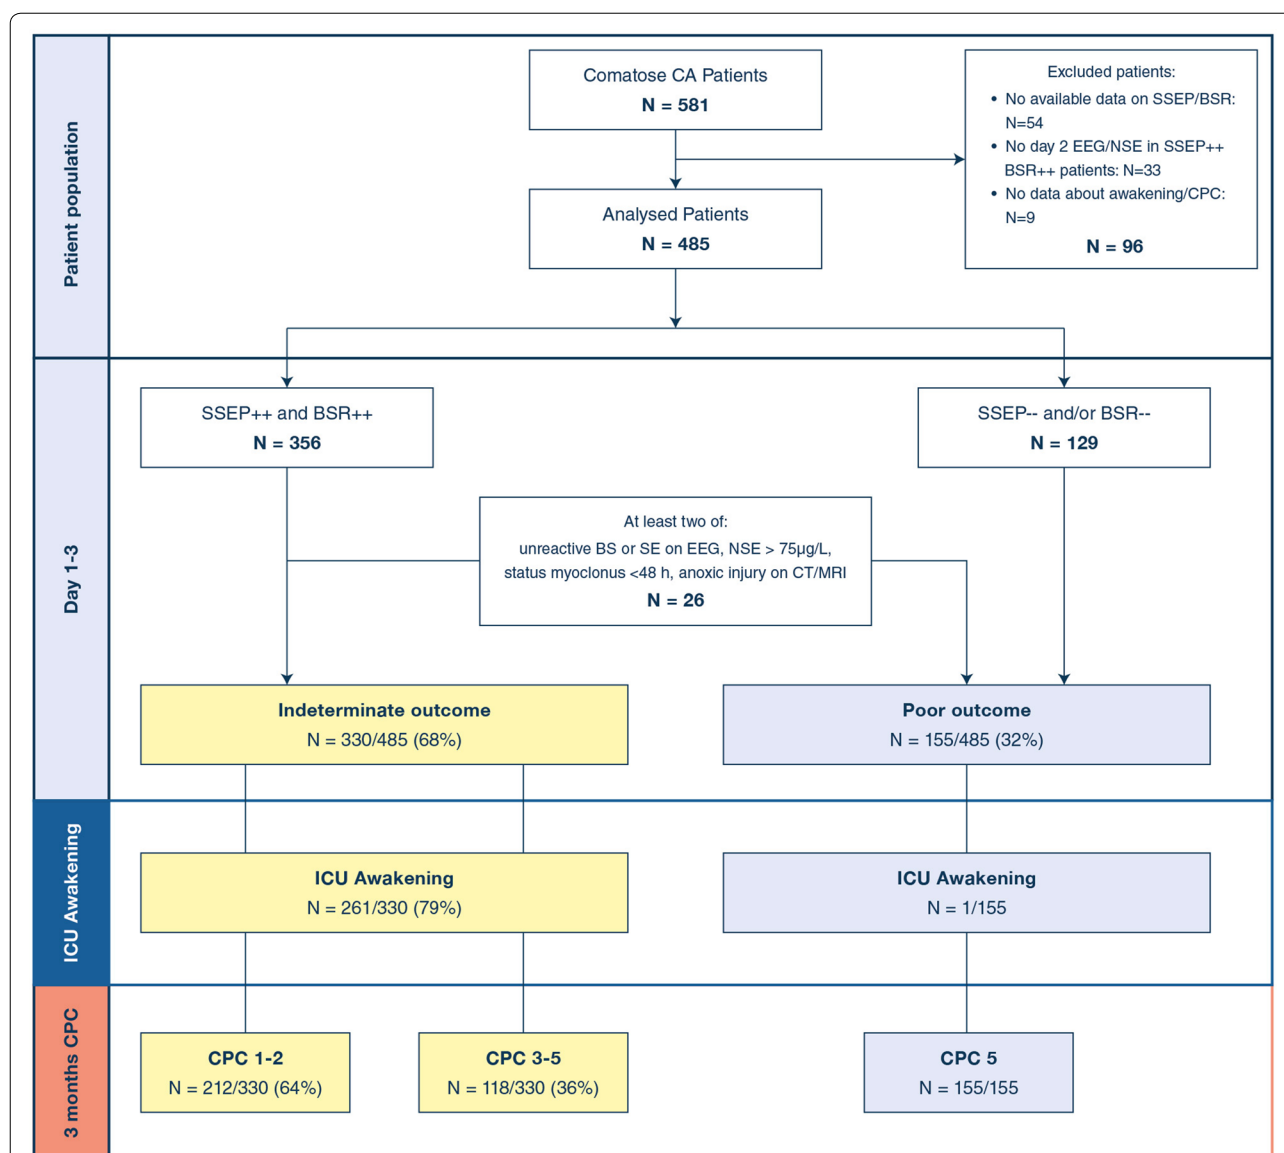 Patient population
Comatose CA Patients
N = 581
Excluded patients:
• No available data on SSEP/BSR:
N=54
• No day 2 EEG/NSE in SSEP++
BSR++ patients: N=33
• No data about awakening/CPC:
N=9
N = 96
Analysed Patients
N = 485
Day 1-3
SSEP++ and BSR++
N = 356
SSEP-- and/or BSR--
N = 129
At least two of:
unreactive BS or SE on EEG, NSE > 75µg/L,
status myoclonus <48 h, anoxic injury on CT/MRI
N = 26
Indeterminate outcome
N = 330/485 (68%)
Poor outcome
N = 155/485 (32%)
ICU Awakening
ICU Awakening
N = 261/330 (79%)
ICU Awakening
N = 1/155
3 months CPC
CPC 1-2
N = 212/330 (64%)
CPC 3-5
N = 118/330 (36%)
CPC 5
N = 155/155